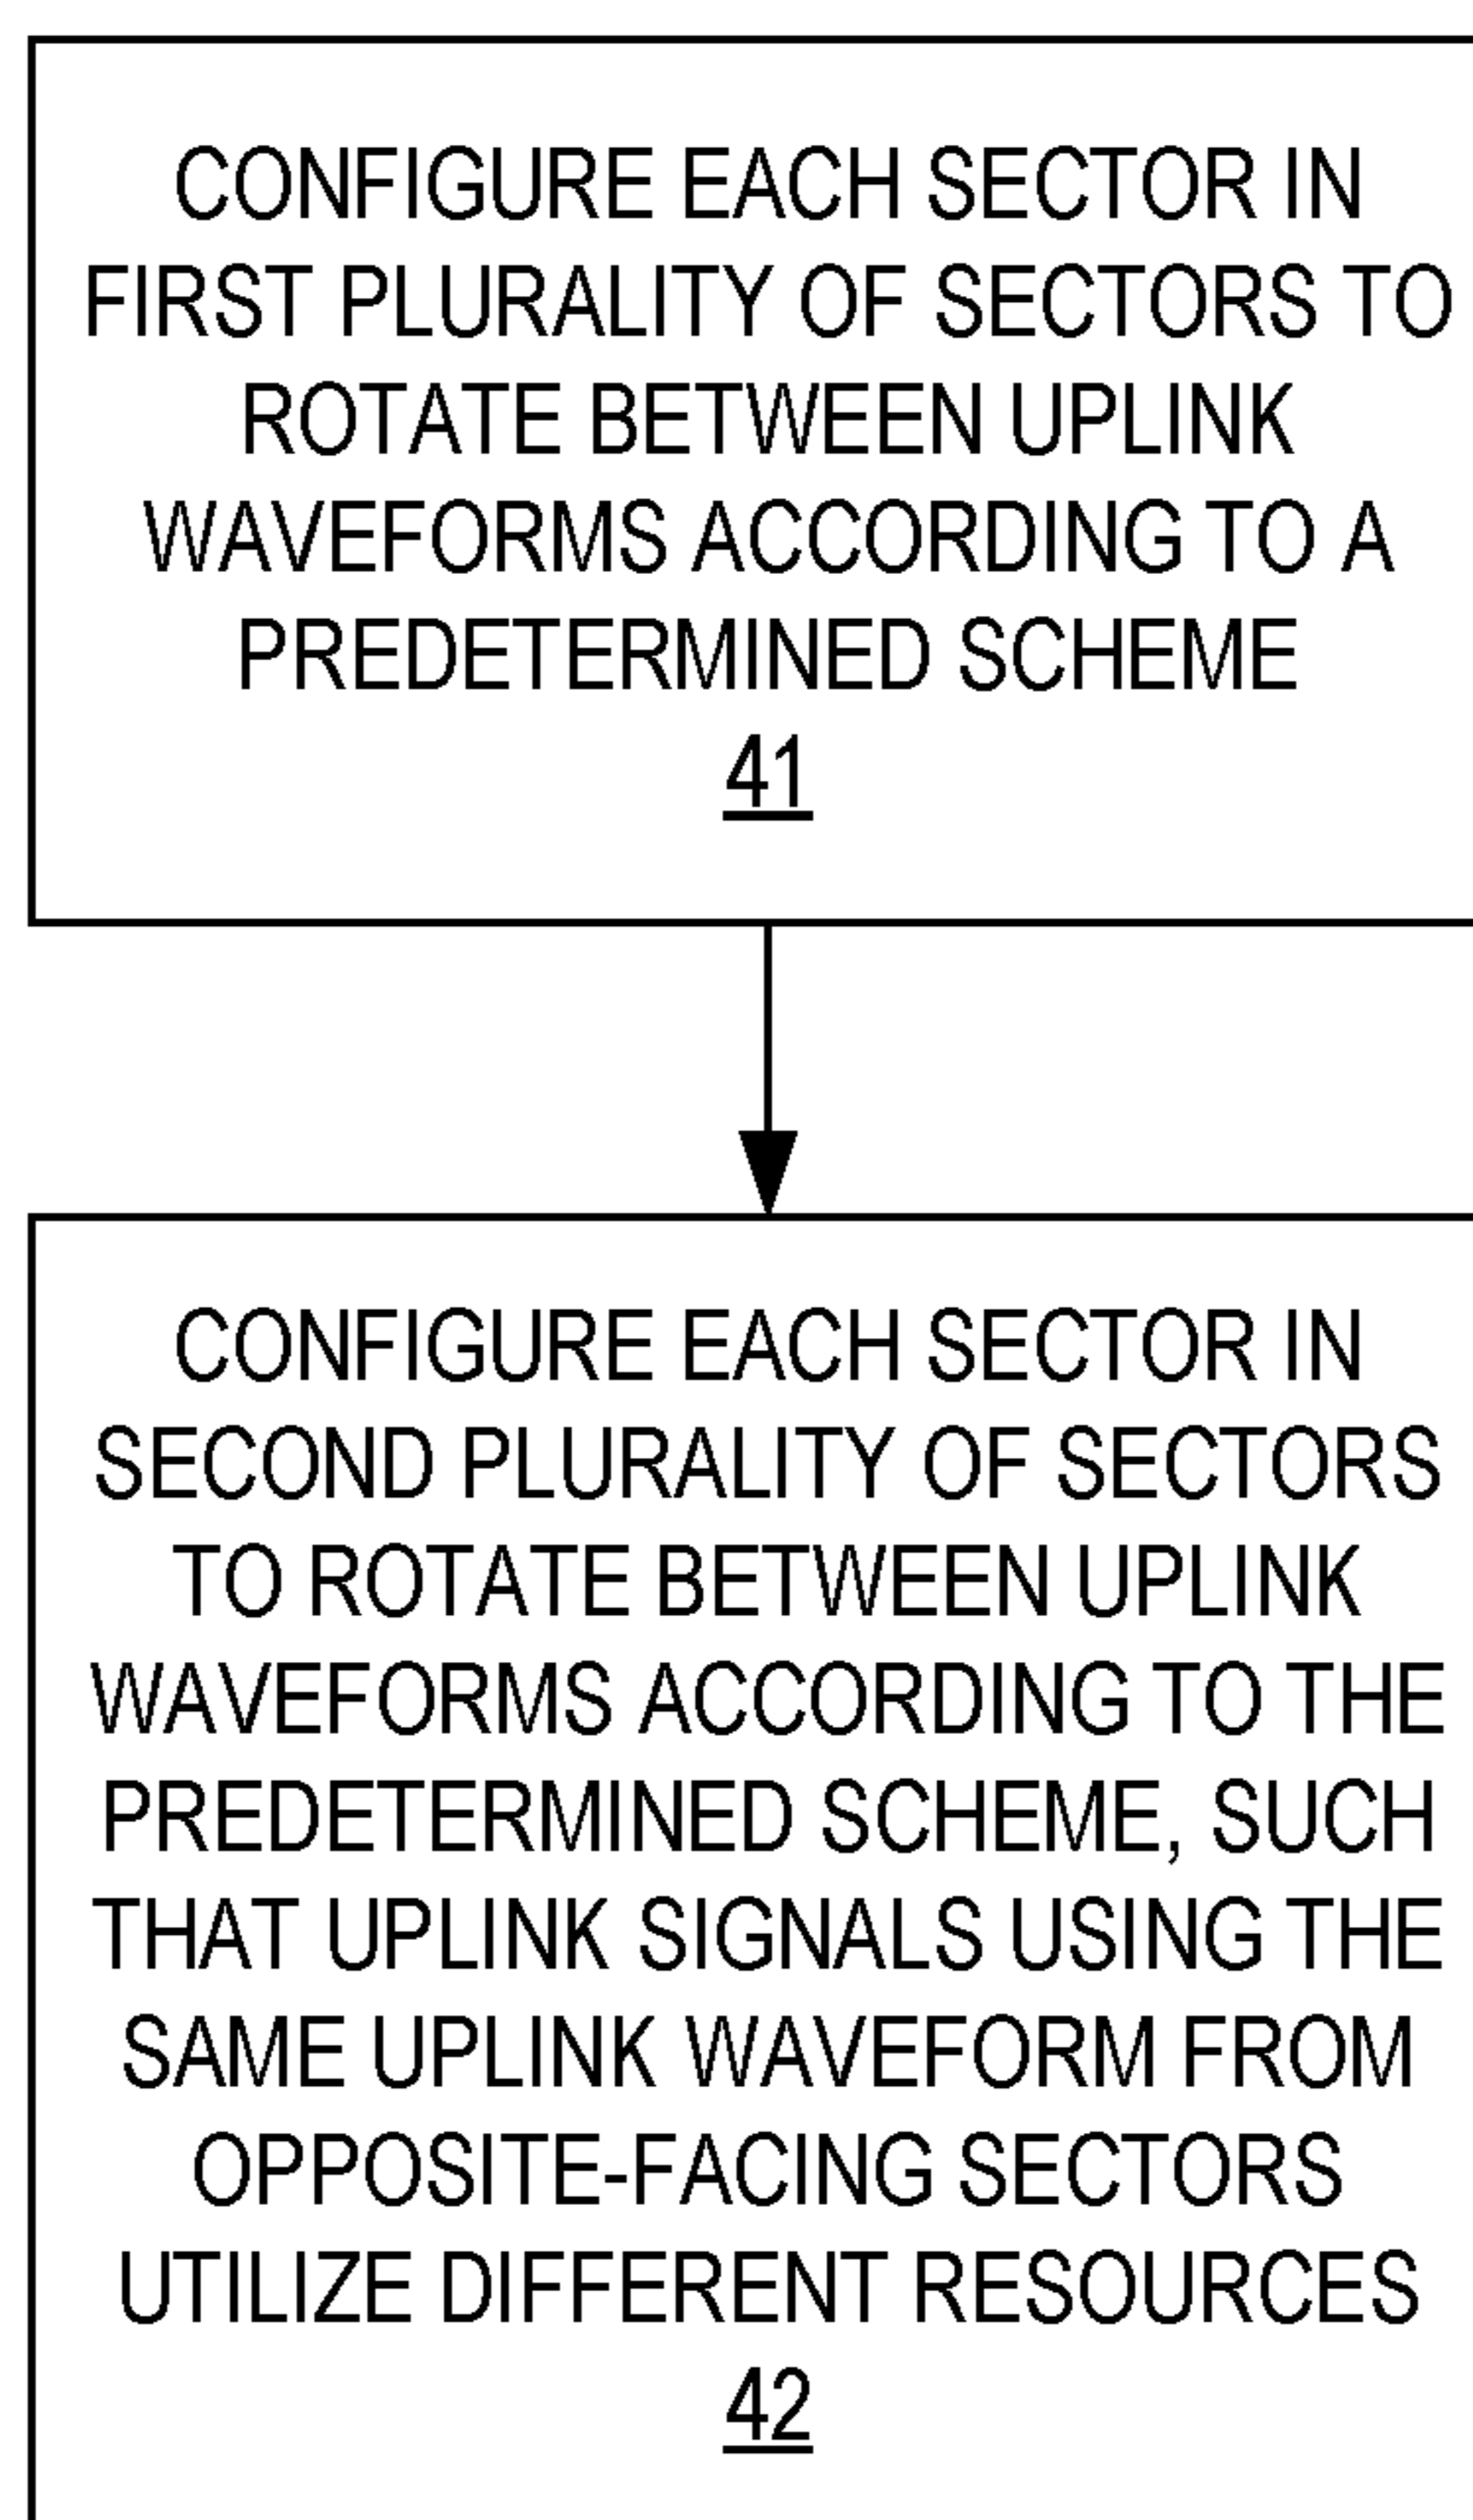 CONFIGURE EACH SECTOR IN
FIRST PLURALITY OF SECTORS TO
ROTATE BETWEEN UPLINK
WAVEFORMS ACCORDING TO A
PREDETERMINED SCHEME
41
CONFIGURE EACH SECTOR IN
SECOND PLURALITY OF SECTORS
TO ROTATE BETWEEN UPLINK
WAVEFORMS ACCORDING TO THE
PREDETERMINED SCHEME, SUCH
THAT UPLINK SIGNALS USING THE
SAME UPLINK WAVEFORM FROM
OPPOSITE-FACING SECTORS
UTILIZE DIFFERENT RESOURCES
42